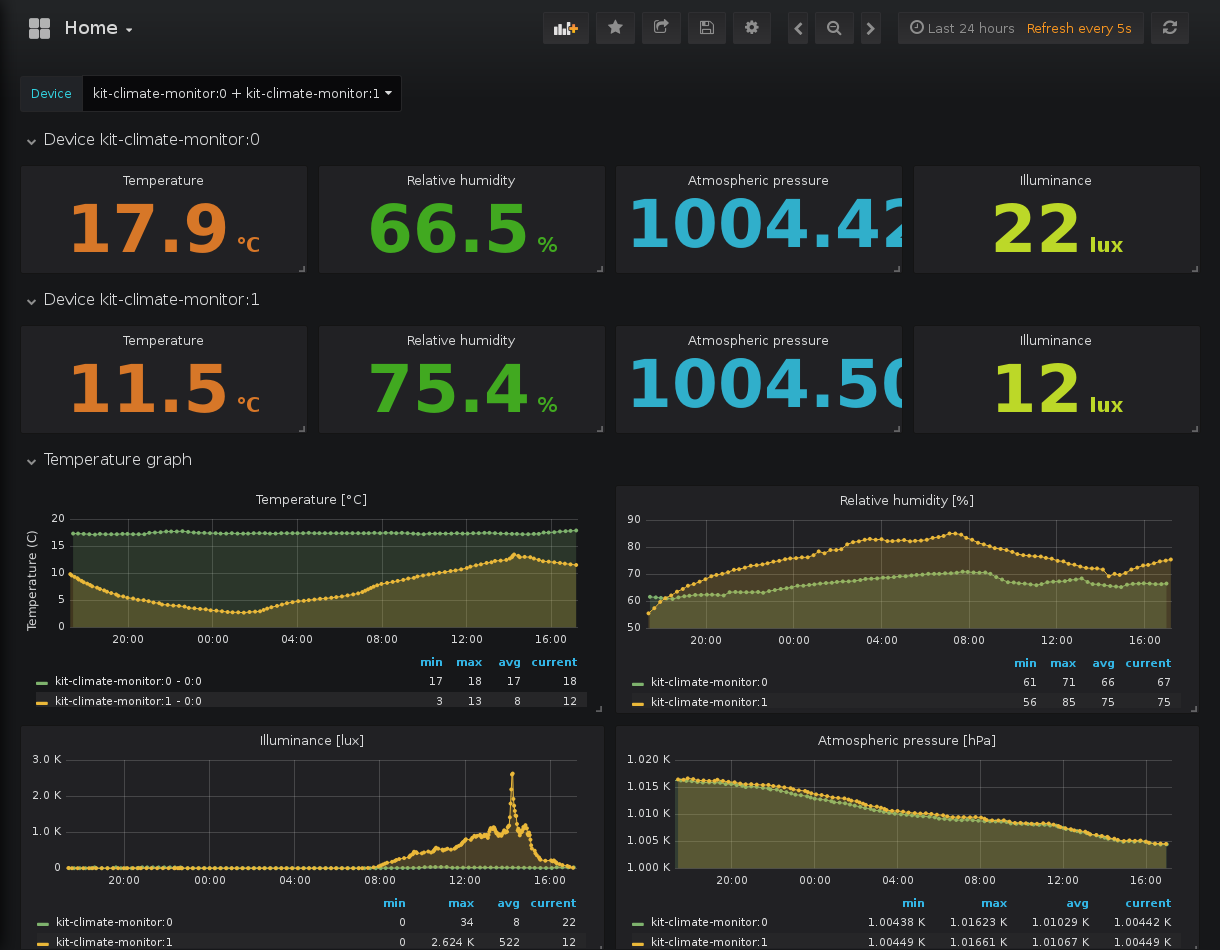 Home
Last 24 hours Refresh every 5s
Device kit-climate-monitor:0 + kit-climate-monitor:1
Device kit-climate-monitor:0
Temperature Relative humidity Atmospheric pressure Illuminance
17.9 °C 66.5 % 1004.42 22 lux
Device kit-climate-monitor:1
Temperature Relative humidity Atmospheric pressure Illuminance
11.5 °C 75.4 % 1004.50 12 lux
Temperature graph
Temperature [°C]
Temperature (C)
20
15
10
5
0
20:00 00:00 04:00 08:00 12:00 16:00
min max avg current
kit-climate-monitor:0 - 0:0 17 18 17 18
kit-climate-monitor:1 - 0:0 3 13 8 12
Relative humidity [%]
90
80
70
60
50
20:00 00:00 04:00 08:00 12:00 16:00
min max avg current
kit-climate-monitor:0 61 71 66 67
kit-climate-monitor:1 56 85 75 75
Illuminance [lux]
3.0 K
2.0 K
1.0 K
0
20:00 00:00 04:00 08:00 12:00 16:00
min max avg current
kit-climate-monitor:0 0 34 8 22
kit-climate-monitor:1 0 2.624 K 522 12
Atmospheric pressure [hPa]
1.020 K
1.015 K
1.010 K
1.005 K
1.000 K
20:00 00:00 04:00 08:00 12:00 16:00
min max avg current
kit-climate-monitor:0 1.00438 K 1.01623 K 1.01029 K 1.00442 K
kit-climate-monitor:1 1.00449 K 1.01661 K 1.01067 K 1.00449 K